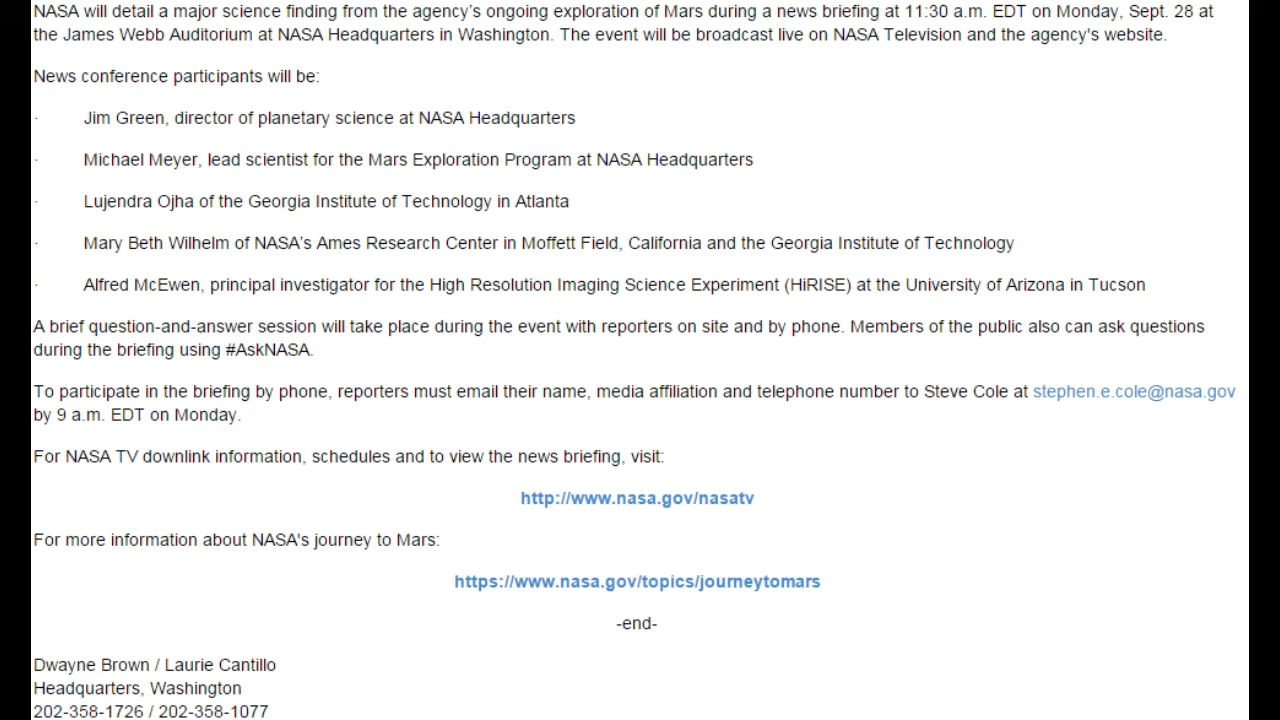 NASA will detail a major science finding from the agency’s ongoing exploration of Mars during a news briefing at 11:30 a.m. EDT on Monday, Sept. 28 at
the James Webb Auditorium at NASA Headquarters in Washington. The event will be broadcast live on NASA Television and the agency's website.
News conference participants will be:
· Jim Green, director of planetary science at NASA Headquarters
· Michael Meyer, lead scientist for the Mars Exploration Program at NASA Headquarters
· Lujendra Ojha of the Georgia Institute of Technology in Atlanta
· Mary Beth Wilhelm of NASA’s Ames Research Center in Moffett Field, California and the Georgia Institute of Technology
· Alfred McEwen, principal investigator for the High Resolution Imaging Science Experiment (HiRISE) at the University of Arizona in Tucson
A brief question-and-answer session will take place during the event with reporters on site and by phone. Members of the public also can ask questions
during the briefing using #AskNASA.
To participate in the briefing by phone, reporters must email their name, media affiliation and telephone number to Steve Cole at stephen.e.cole@nasa.gov
by 9 a.m. EDT on Monday.
For NASA TV downlink information, schedules and to view the news briefing, visit:
http://www.nasa.gov/nasatv
For more information about NASA's journey to Mars:
https://www.nasa.gov/topics/journeytomars
-end-
Dwayne Brown / Laurie Cantillo
Headquarters, Washington
202-358-1726 / 202-358-1077